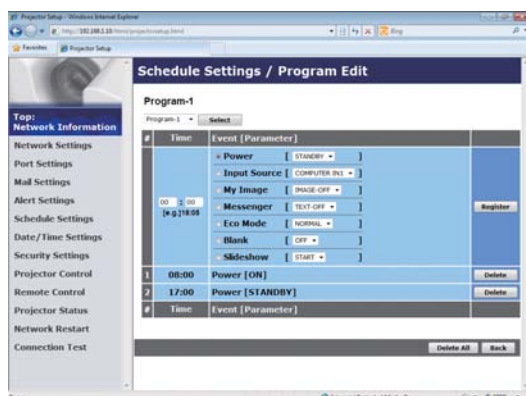 Projector Setup - Windows Internet Explorer
Bing
Favorites Projector Setup
Schedule Settings / Program Edit
Program-1
Program-1 Select
Top:
Network Information
Network Settings
Port Settings
Mail Settings
Alert Settings
Schedule Settings
Date/Time Settings
Security Settings
Projector Control
Remote Control
Projector Status
Network Restart
Connection Test
# Time Event [Parameter]
00 : 00
[e.g.]18:05
Power [ STANDBY ]
Input Source [ COMPUTER IN1 ]
My Image [ IMAGE-OFF ]
Messenger [ TEXT-OFF ]
Eco Mode [ NORMAL ]
Blank [ OFF ]
Slideshow [ START ]
Register
1 08:00 Power [ON] Delete
2 17:00 Power [STANDBY] Delete
# Time Event [Parameter]
Delete All Back